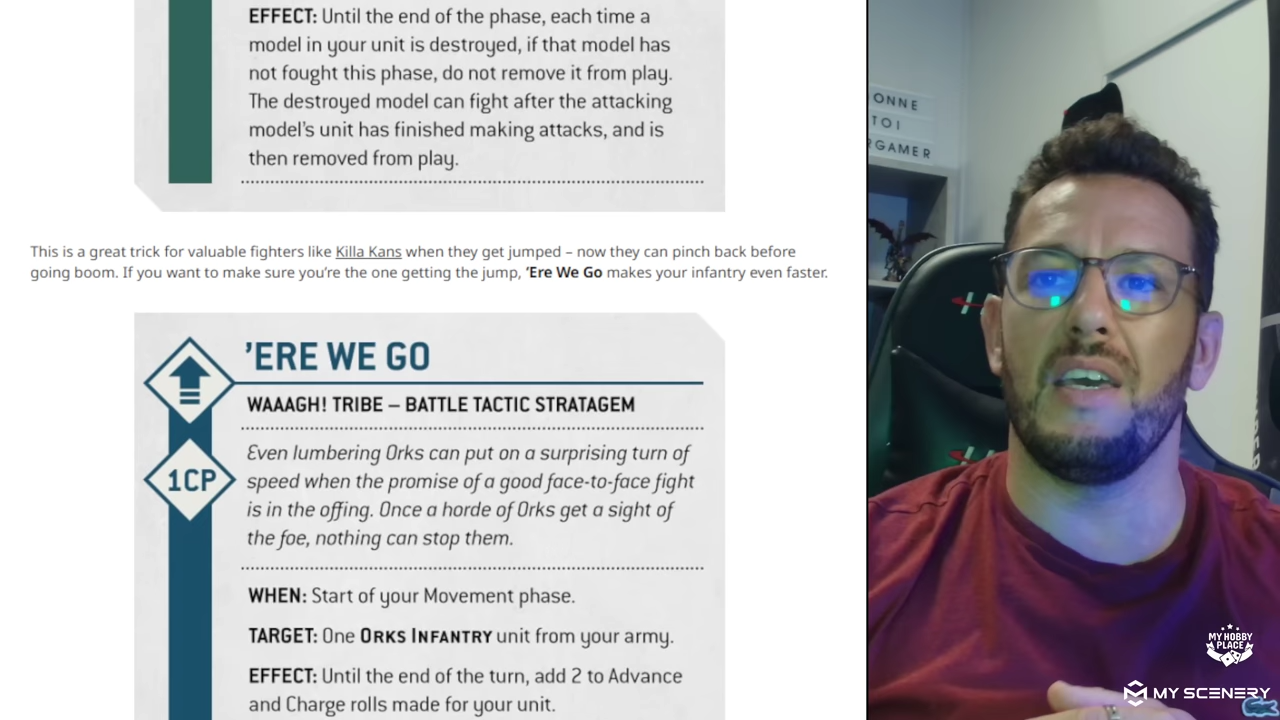 EFFECT: Until the end of the phase, each time a
model in your unit is destroyed, if that model has
not fought this phase, do not remove it from play.
The destroyed model can fight after the attacking
model's unit has finished making attacks, and is
then removed from play.
This is a great trick for valuable fighters like Killa Kans when they get jumped – now they can pinch back before
going boom. If you want to make sure you're the one getting the jump, 'Ere We Go makes your infantry even faster.
'ERE WE GO
WAAAGH! TRIBE – BATTLE TACTIC STRATAGEM
Even lumbering Orks can put on a surprising turn of
speed when the promise of a good face-to-face fight
1CP
is in the offing. Once a horde of Orks get a sight of
the foe, nothing can stop them.
WHEN: Start of your Movement phase.
TARGET: One ORKS INFANTRY unit from your army.
EFFECT: Until the end of the turn, add 2 to Advance
and Charge rolls made for your unit.
ONNE
TOI
RGAMER
MY HOBBY
PLACE
MY SCENERY